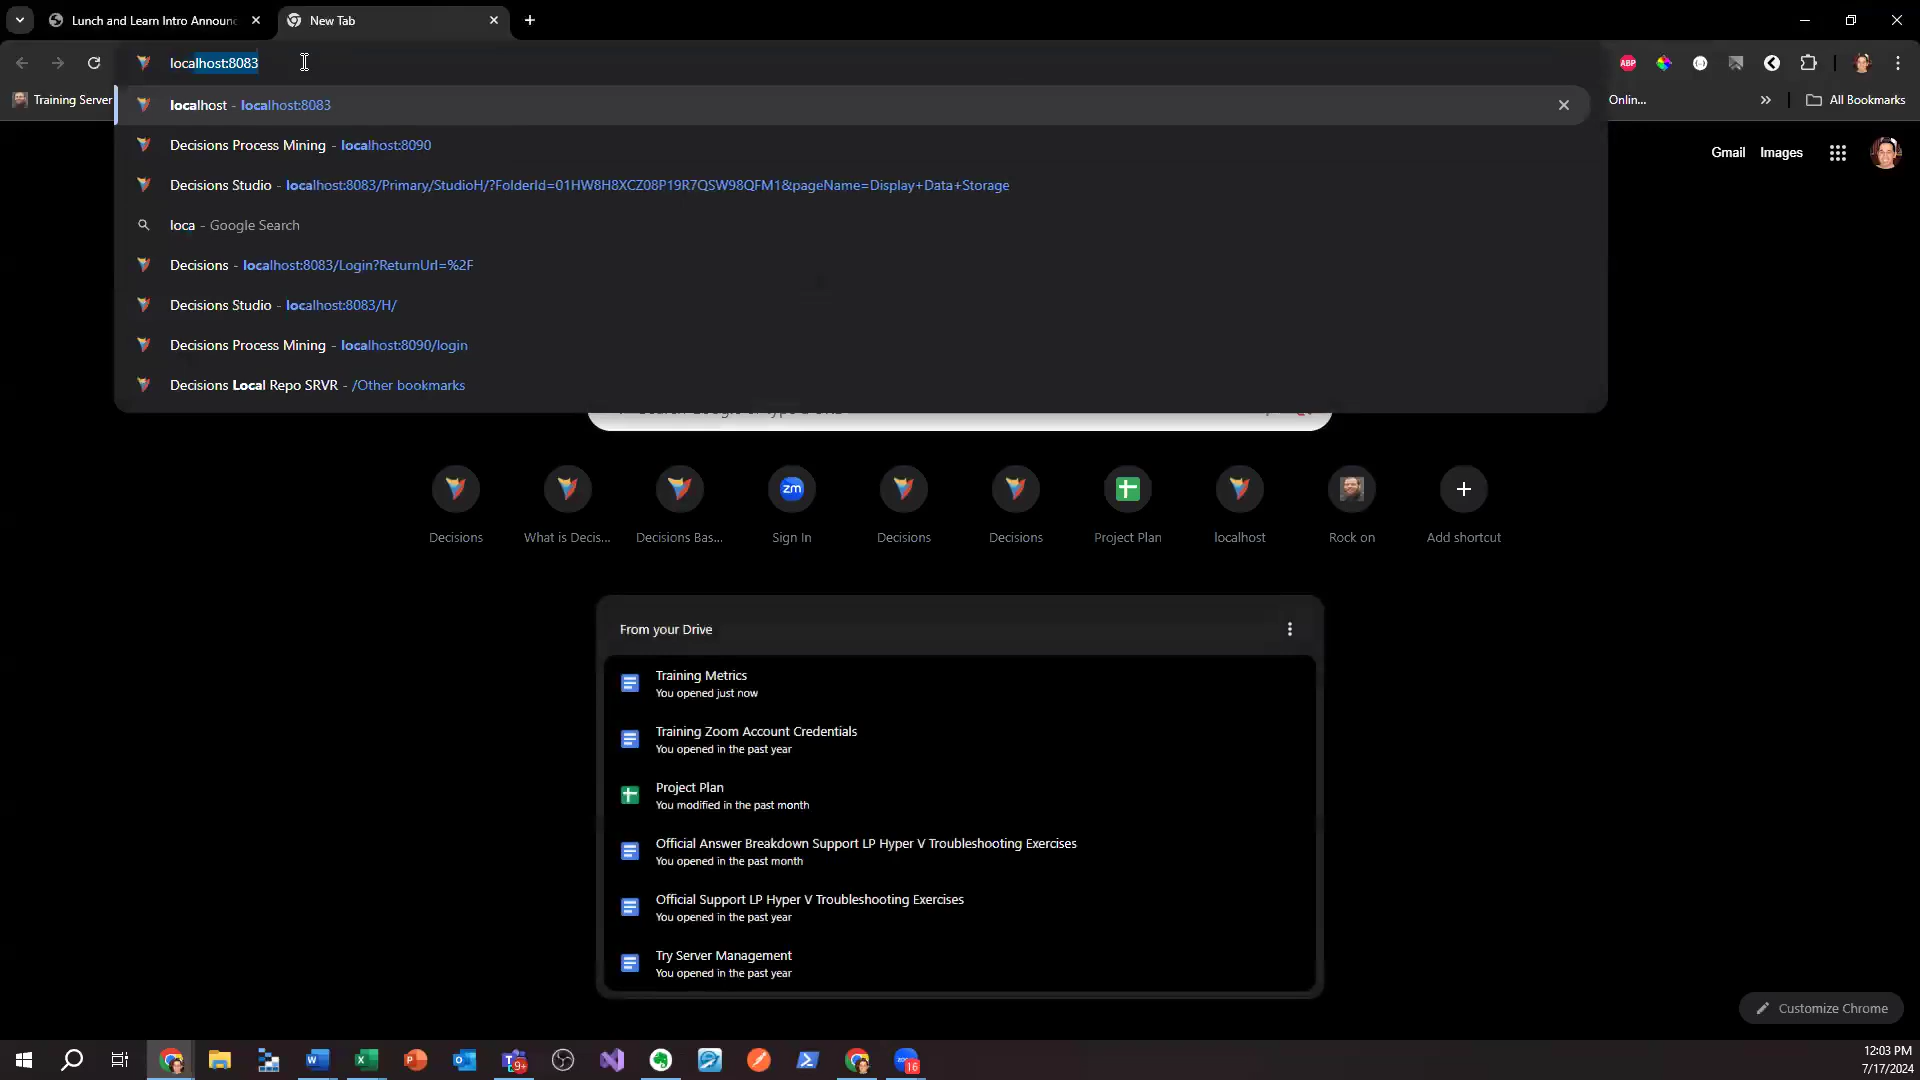 Lunch and Learn Intro Announ
New Tab
localhost:8083
ABP
Training Server
Onlin...
All Bookmarks
localhost - localhost:8083
Decisions Process Mining - localhost:8090
Decisions Studio - localhost:8083/Primary/StudioH/?FolderId=01HW8H8XCZ08P19R7QSW98QFM1&pageName=Display+Data+Storage
loca - Google Search
Decisions - localhost:8083/Login?ReturnUrl=%2F
Decisions Studio - localhost:8083/H/
Decisions Process Mining - localhost:8090/login
Decisions Local Repo SRVR - /Other bookmarks
Gmail
Images
Decisions
What is Decis...
Decisions Bas...
zm
Sign In
Decisions
Decisions
Project Plan
localhost
Rock on
Add shortcut
From your Drive
Training Metrics
You opened just now
Training Zoom Account Credentials
You opened in the past year
Project Plan
You modified in the past month
Official Answer Breakdown Support LP Hyper V Troubleshooting Exercises
You opened in the past month
Official Support LP Hyper V Troubleshooting Exercises
You opened in the past year
Try Server Management
You opened in the past year
Customize Chrome
9+
16
12:03 PM
7/17/2024